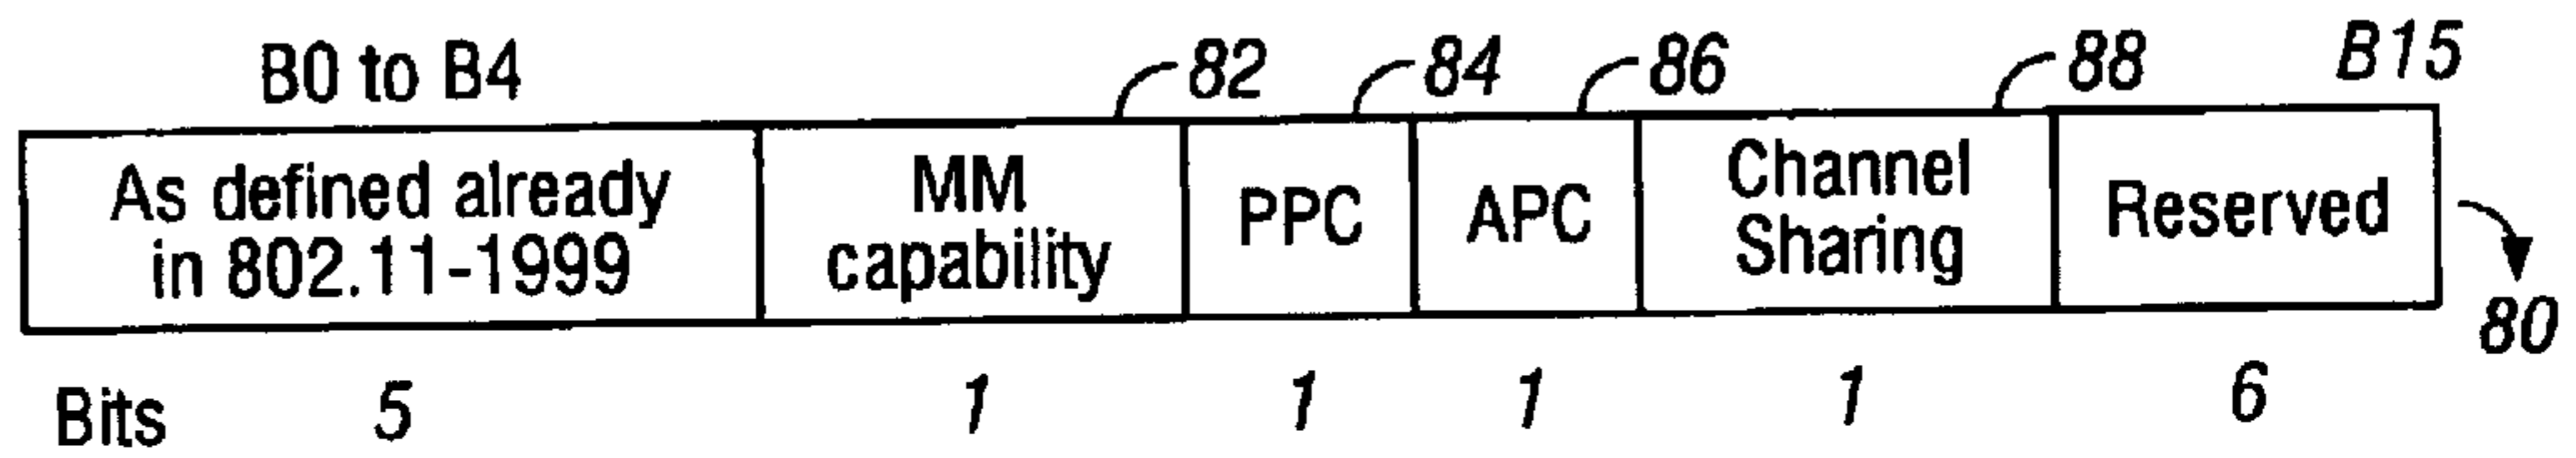 B0 to B4 82 84 86 88 B15
As defined already
in 802.11-1999
MM
capability
PPC
APC
Channel
Sharing
Reserved
80
Bits 5 1 1 1 1 6